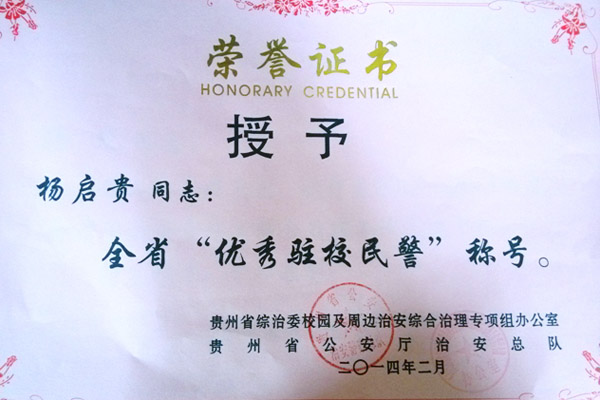 荣誉证书
HONORARY CREDENTIAL
授予
杨启贵 同志：
全省“优秀驻校民警”称号。
贵州省综治委校园及周边治安综合治理专项组办公室
贵州省公安厅治安总队
二〇一四年二月